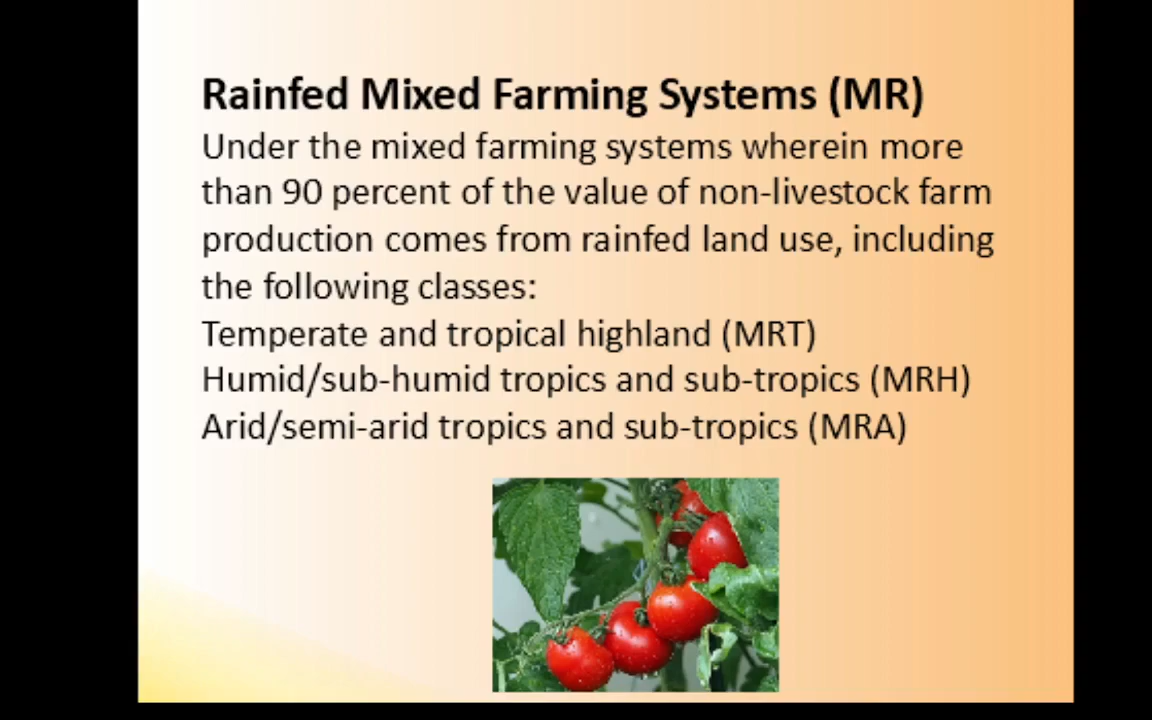 Rainfed Mixed Farming Systems (MR)
Under the mixed farming systems wherein more
than 90 percent of the value of non-livestock farm
production comes from rainfed land use, including
the following classes:
Temperate and tropical highland (MRT)
Humid/sub-humid tropics and sub-tropics (MRH)
Arid/semi-arid tropics and sub-tropics (MRA)